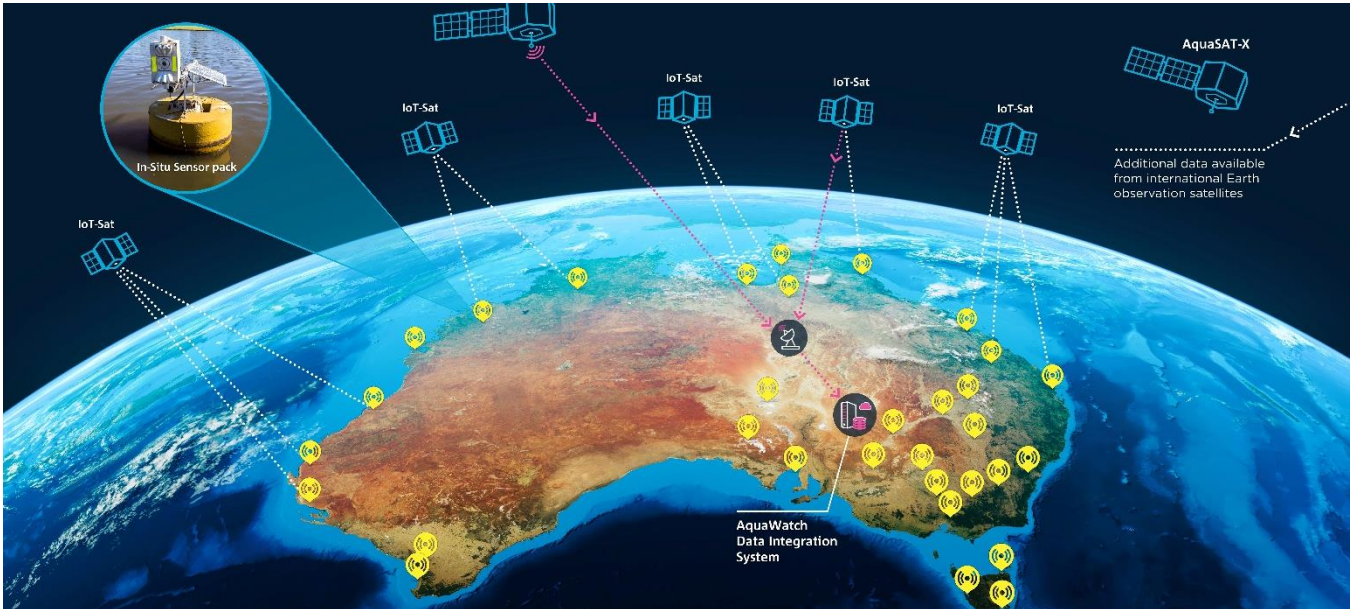 AquaSAT-X
IoT-Sat
IoT-Sat
IoT-Sat
IoT-Sat
In-Situ Sensor pack
Additional data available
from international Earth
observation satellites
IoT-Sat
AquaWatch
Data Integration
System